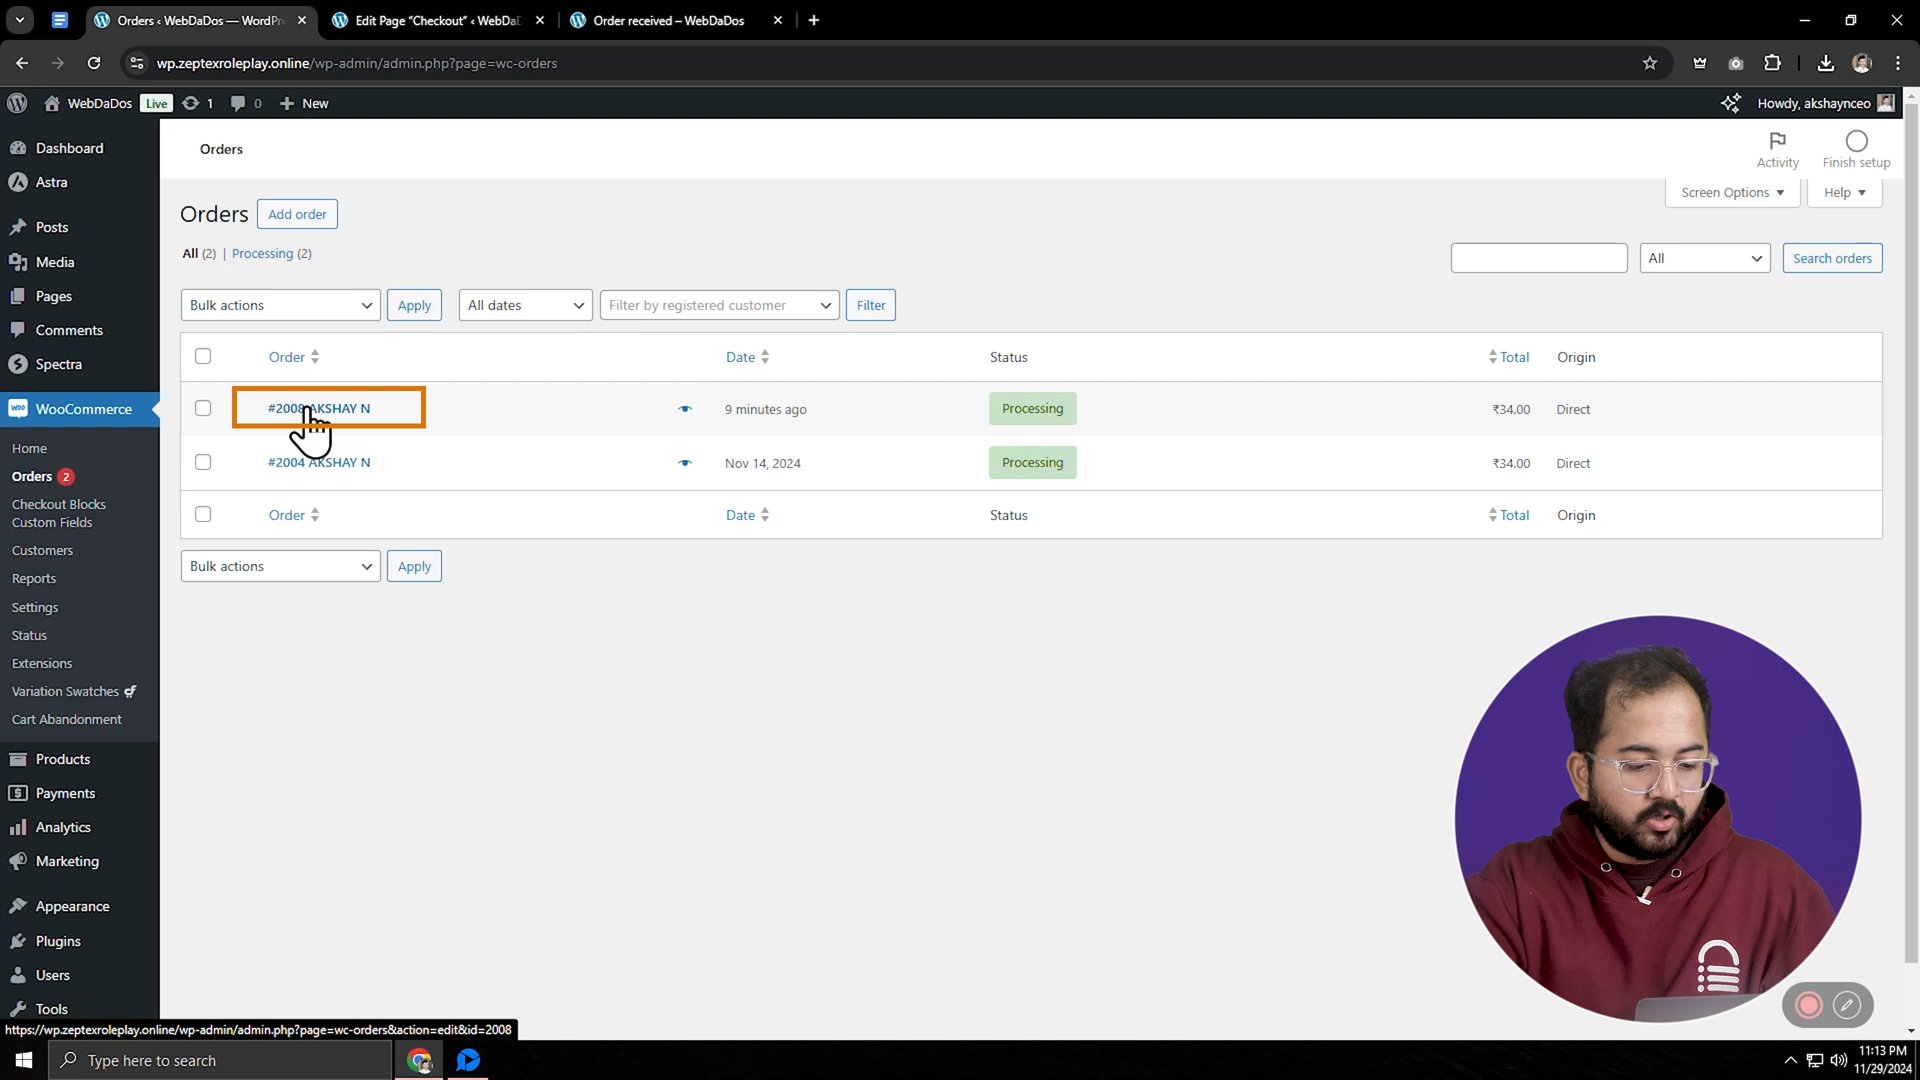 Orders ‹ WebDaDos — WordPre
Edit Page “Checkout” ‹ WebDaD
Order received – WebDaDos
wp.zeptexroleplay.online/wp-admin/admin.php?page=wc-orders
WebDaDos Live 1 0 New
Howdy, akshaynceo
Dashboard
Astra
Posts
Media
Pages
Comments
Spectra
WooCommerce
Home
Orders 2
Checkout Blocks
Custom Fields
Customers
Reports
Settings
Status
Extensions
Variation Swatches
Cart Abandonment
Products
Payments
Analytics
Marketing
Appearance
Plugins
Users
Tools
Orders
Activity
Finish setup
Screen Options
Help
Orders Add order
All (2) | Processing (2)
All
Search orders
Bulk actions Apply All dates Filter by registered customer Filter
Order Date Status Total Origin
#2008 AKSHAY N 9 minutes ago Processing ₹34.00 Direct
#2004 AKSHAY N Nov 14, 2024 Processing ₹34.00 Direct
Order Date Status Total Origin
Bulk actions Apply
https://wp.zeptexroleplay.online/wp-admin/admin.php?page=wc-orders&action=edit&id=2008
Type here to search
11:13 PM
11/29/2024